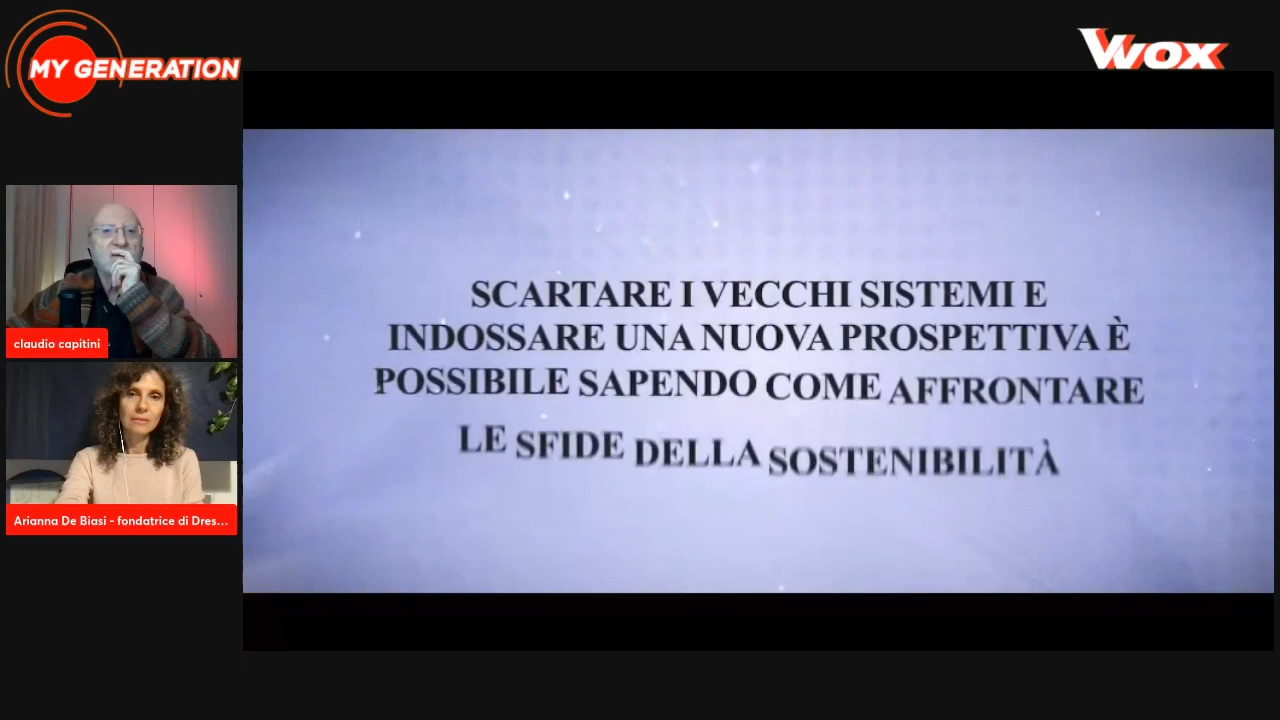 MY GENERATION
VVOX
claudio capitini
Arianna De Biasi - fondatrice di Dres...
SCARTARE I VECCHI SISTEMI E
INDOSSARE UNA NUOVA PROSPETTIVA È
POSSIBILE SAPENDO COME AFFRONTARE
LE SFIDE DELLA SOSTENIBILITÀ